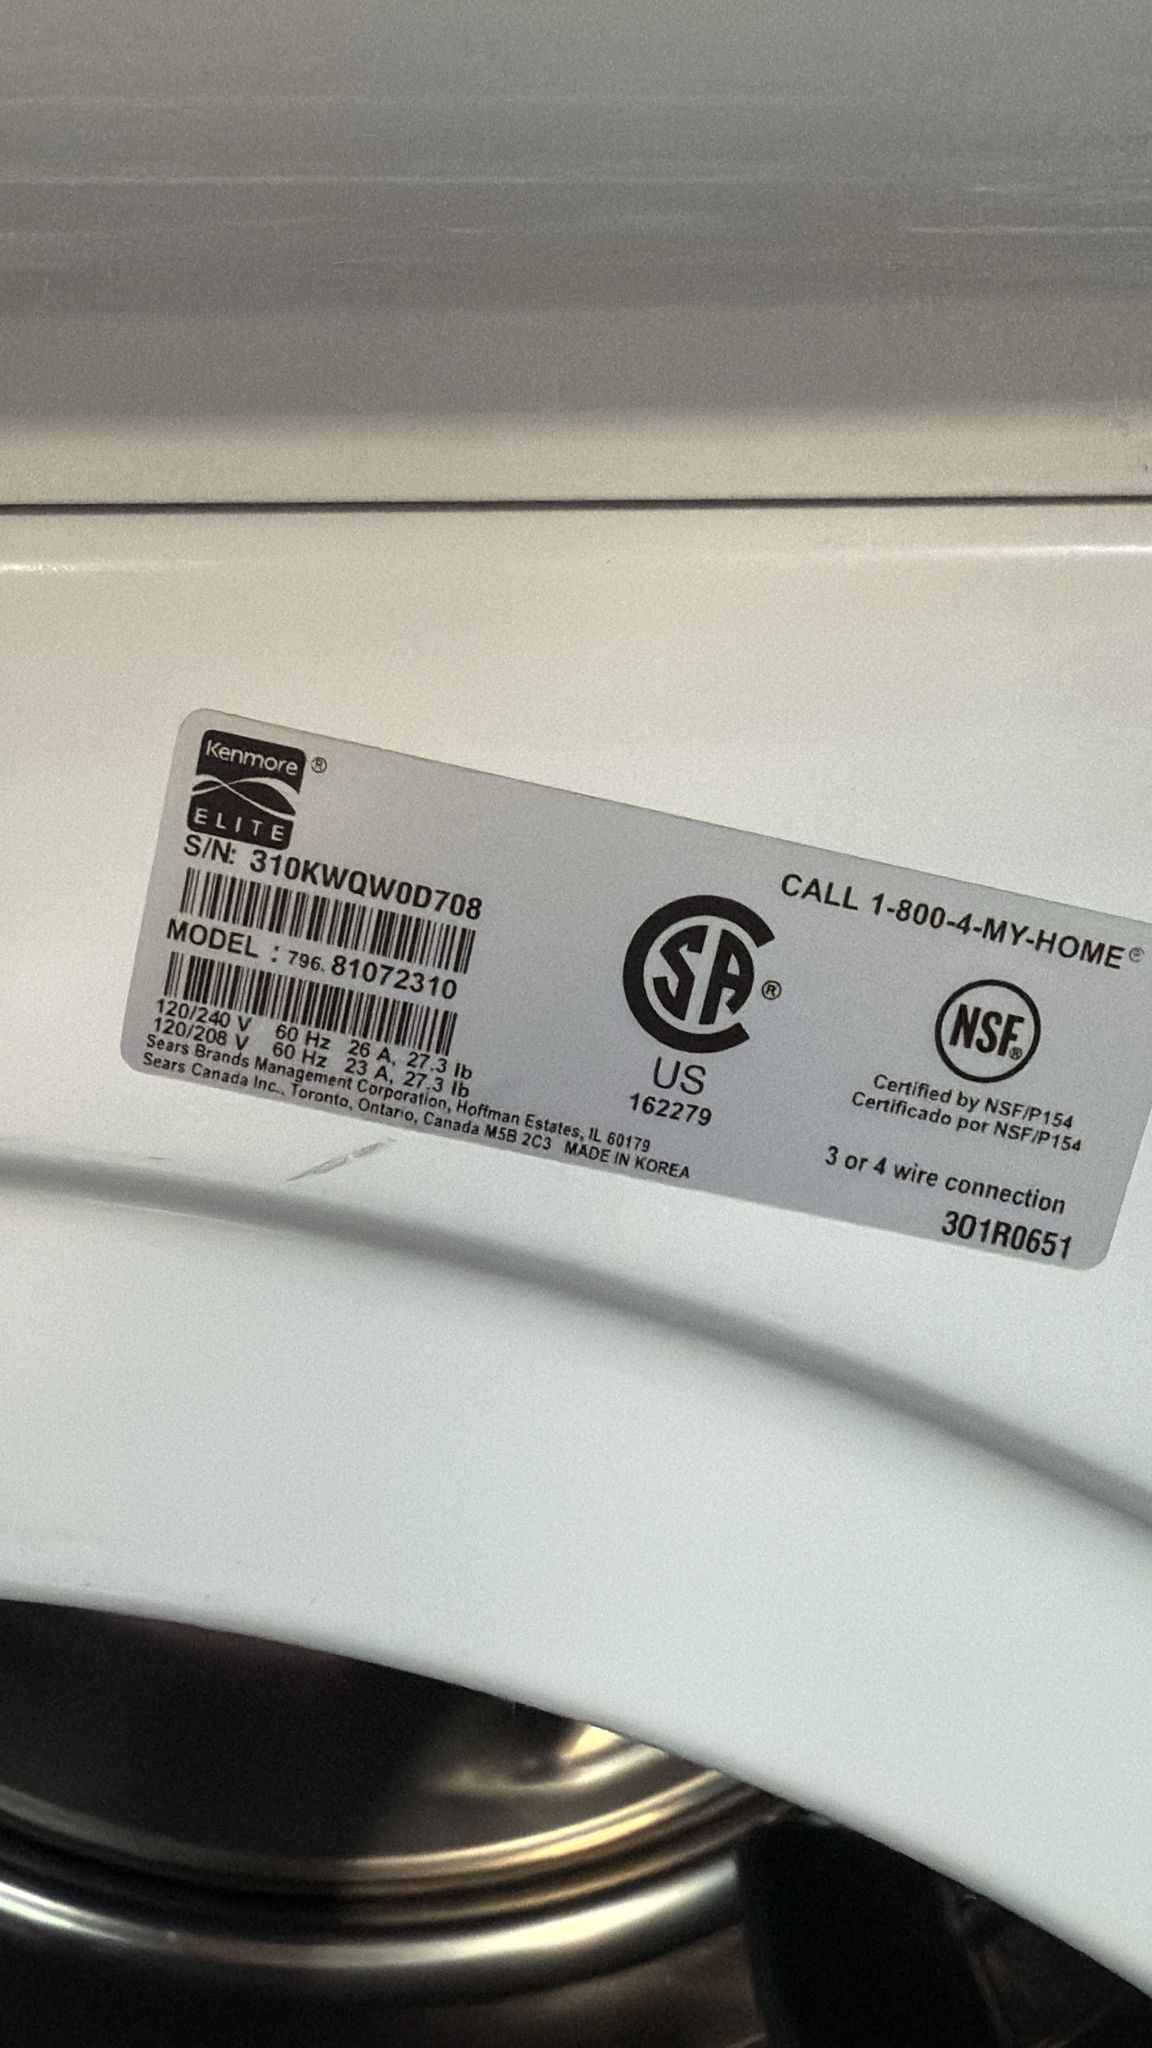 Kenmore ®
ELITE
S/N: 310KWQW0D708
MODEL : 796. 81072310
120/240 V 60 Hz 26 A, 27.3 lb
120/208 V 60 Hz 23 A, 27.3 lb
Sears Brands Management Corporation, Hoffman Estates, IL 60179
Sears Canada Inc., Toronto, Ontario, Canada M5B 2C3 MADE IN KOREA
SA ®
US
162279
CALL 1-800-4-MY-HOME®
NSF®
Certified by NSF/P154
Certificado por NSF/P154
3 or 4 wire connection
301R0651